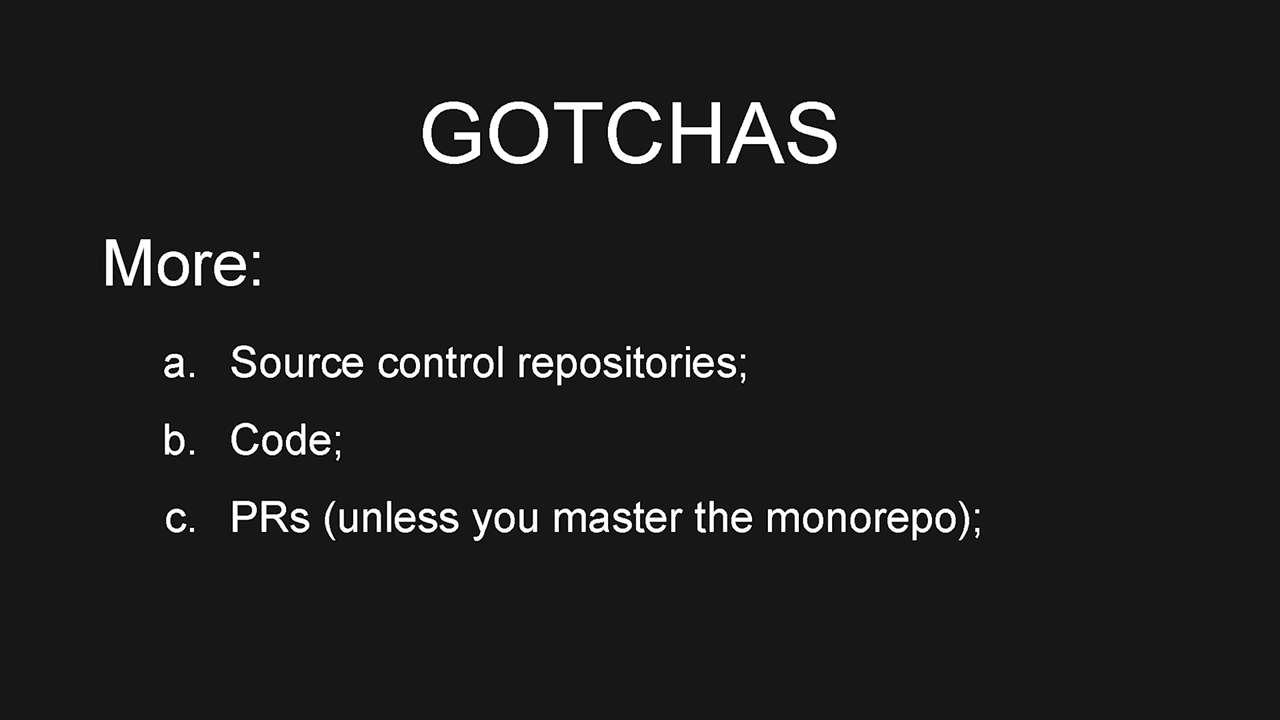 GOTCHAS
More:
a. Source control repositories;
b. Code;
c. PRs (unless you master the monorepo);